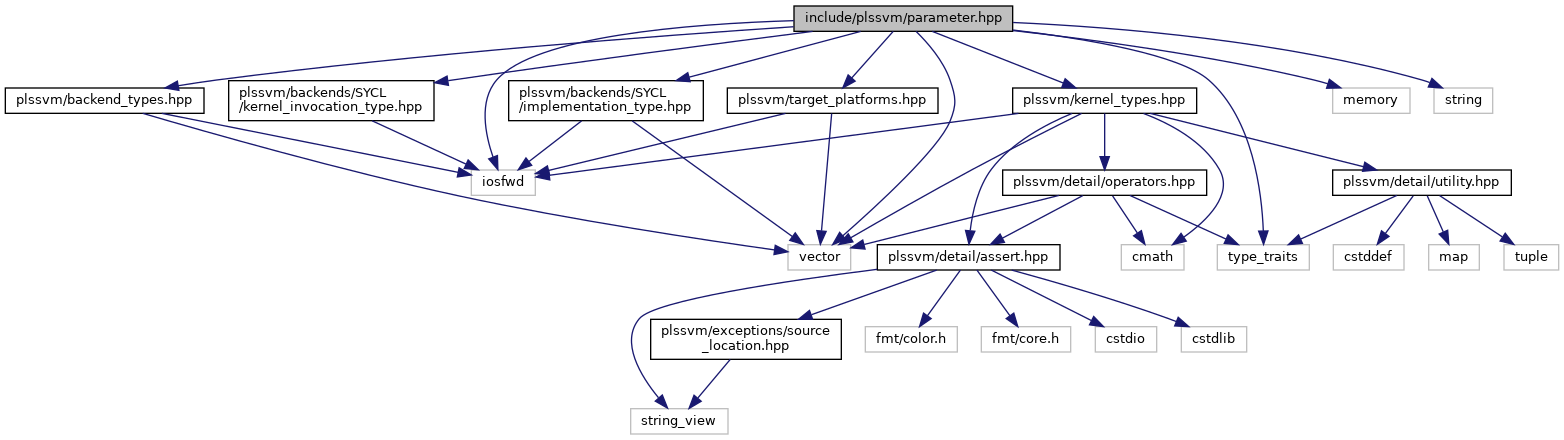 include/plssvm/parameter.hpp
plssvm/backend_types.hpp
plssvm/backends/SYCL
/kernel_invocation_type.hpp
plssvm/backends/SYCL
/implementation_type.hpp
plssvm/target_platforms.hpp
plssvm/kernel_types.hpp
memory
string
iosfwd
plssvm/detail/operators.hpp
plssvm/detail/utility.hpp
vector
plssvm/detail/assert.hpp
cmath
type_traits
cstddef
map
tuple
plssvm/exceptions/source
_location.hpp
fmt/color.h
fmt/core.h
cstdio
cstdlib
string_view